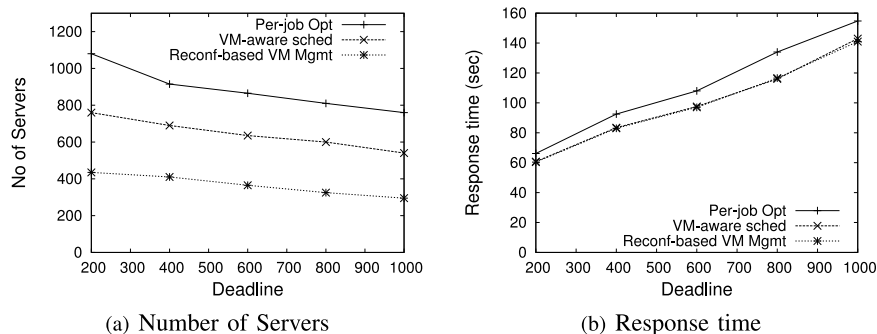 1200
1000
800
600
400
200
0
No of Servers
Per-job Opt
VM-aware sched
Reconf-based VM Mgmt
200 300 400 500 600 700 800 900 1000
Deadline
(a) Number of Servers
160
140
120
100
80
60
40
20
0
Response time (sec)
Per-job Opt
VM-aware sched
Reconf-based VM Mgmt
200 300 400 500 600 700 800 900 1000
Deadline
(b) Response time